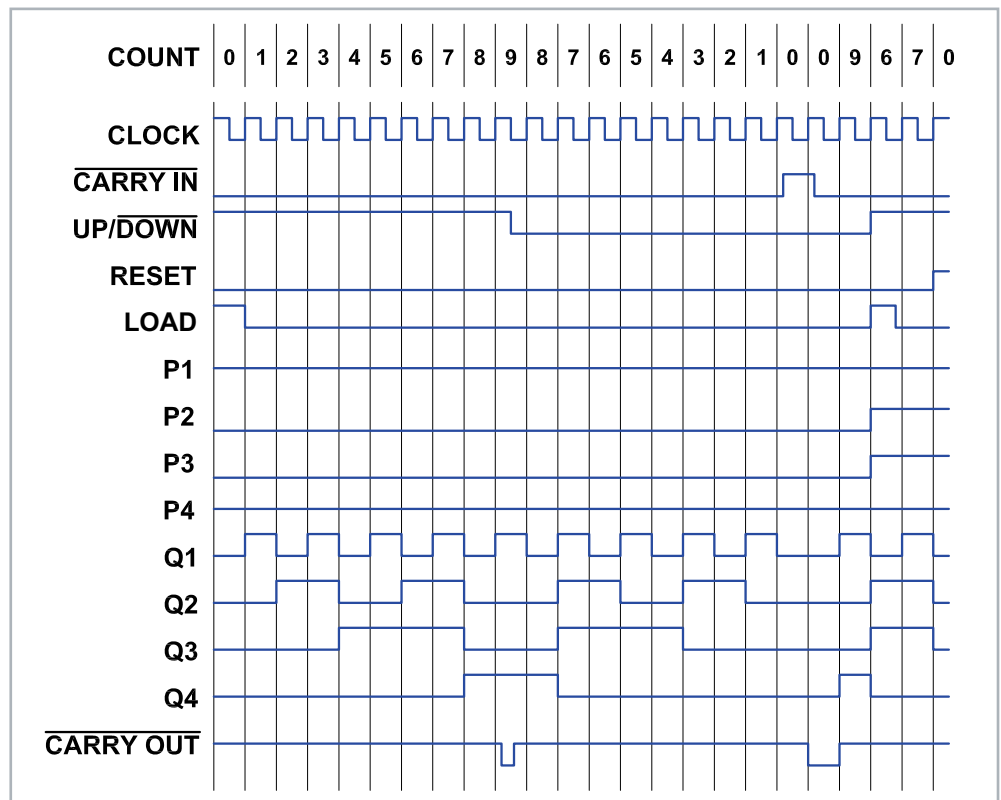 COUNT 0 1 2 3 4 5 6 7 8 9 8 7 6 5 4 3 2 1 0 0 9 6 7 0
CLOCK
CARRY IN
UP/DOWN
RESET
LOAD
P1
P2
P3
P4
Q1
Q2
Q3
Q4
CARRY OUT